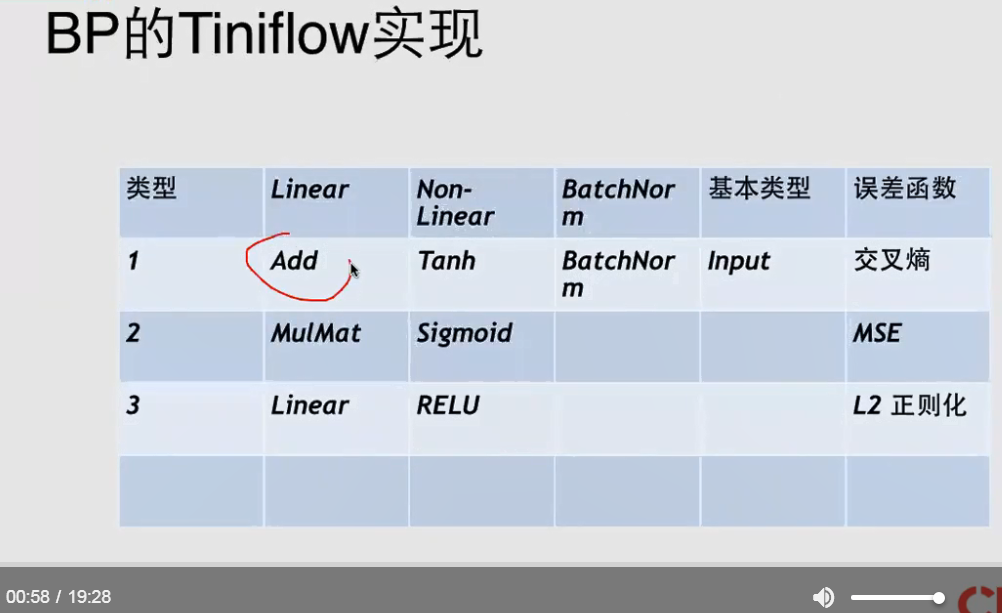 BP的Tiniflow实现
类型 Linear Non-Linear BatchNorm 基本类型 误差函数
1 Add Tanh BatchNorm Input 交叉熵
2 MulMat Sigmoid MSE
3 Linear RELU L2 正则化
00:58 / 19:28